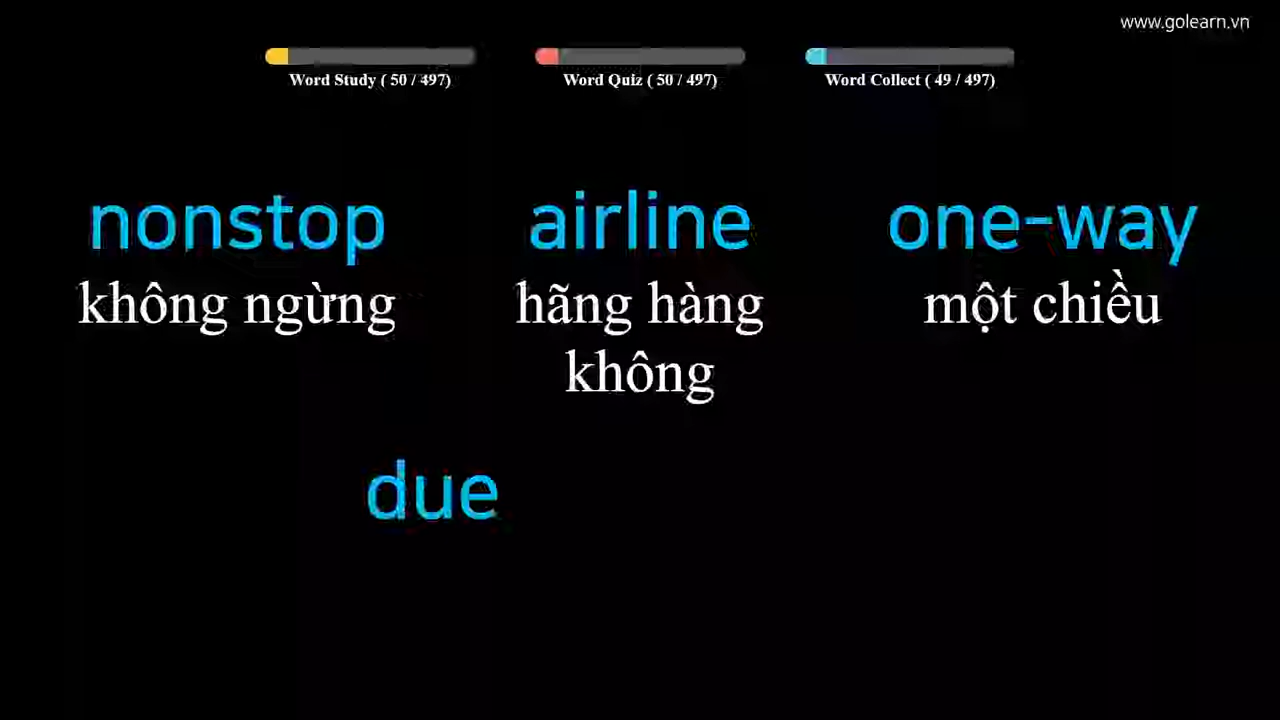 www.golearn.vn
Word Study ( 50 / 497)
Word Quiz ( 50 / 497)
Word Collect ( 49 / 497)
nonstop
không ngừng
airline
hãng hàng
không
one-way
một chiều
due